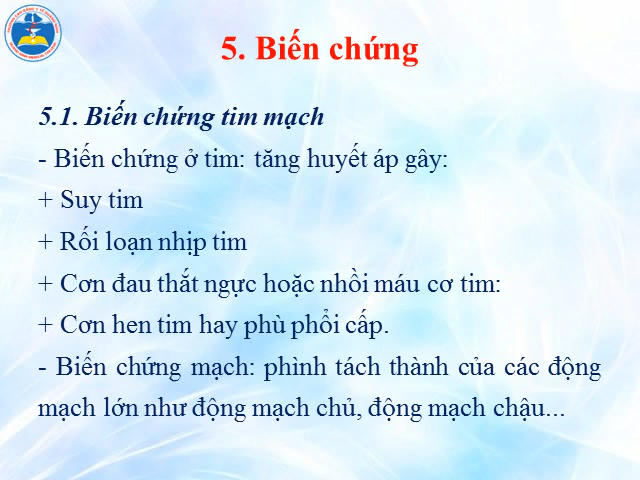 5. Biến chứng
5.1. Biến chứng tim mạch
- Biến chứng ở tim: tăng huyết áp gây:
+ Suy tim
+ Rối loạn nhịp tim
+ Cơn đau thắt ngực hoặc nhồi máu cơ tim:
+ Cơn hen tim hay phù phổi cấp.
- Biến chứng mạch: phình tách thành của các động
mạch lớn như động mạch chủ, động mạch chậu...